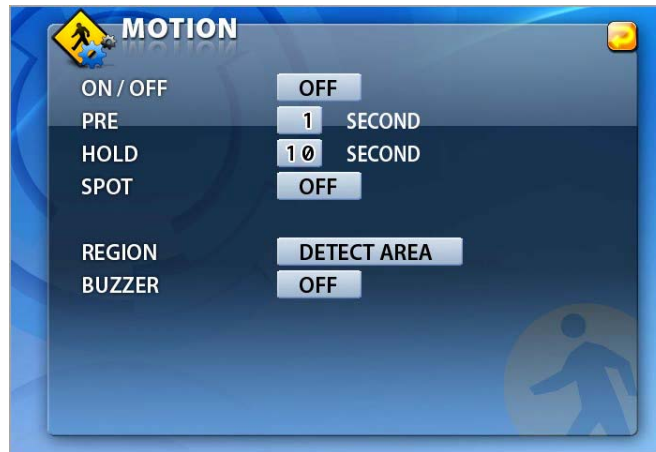 MOTION
ON / OFF OFF
PRE 1 SECOND
HOLD 10 SECOND
SPOT OFF
REGION DETECT AREA
BUZZER OFF